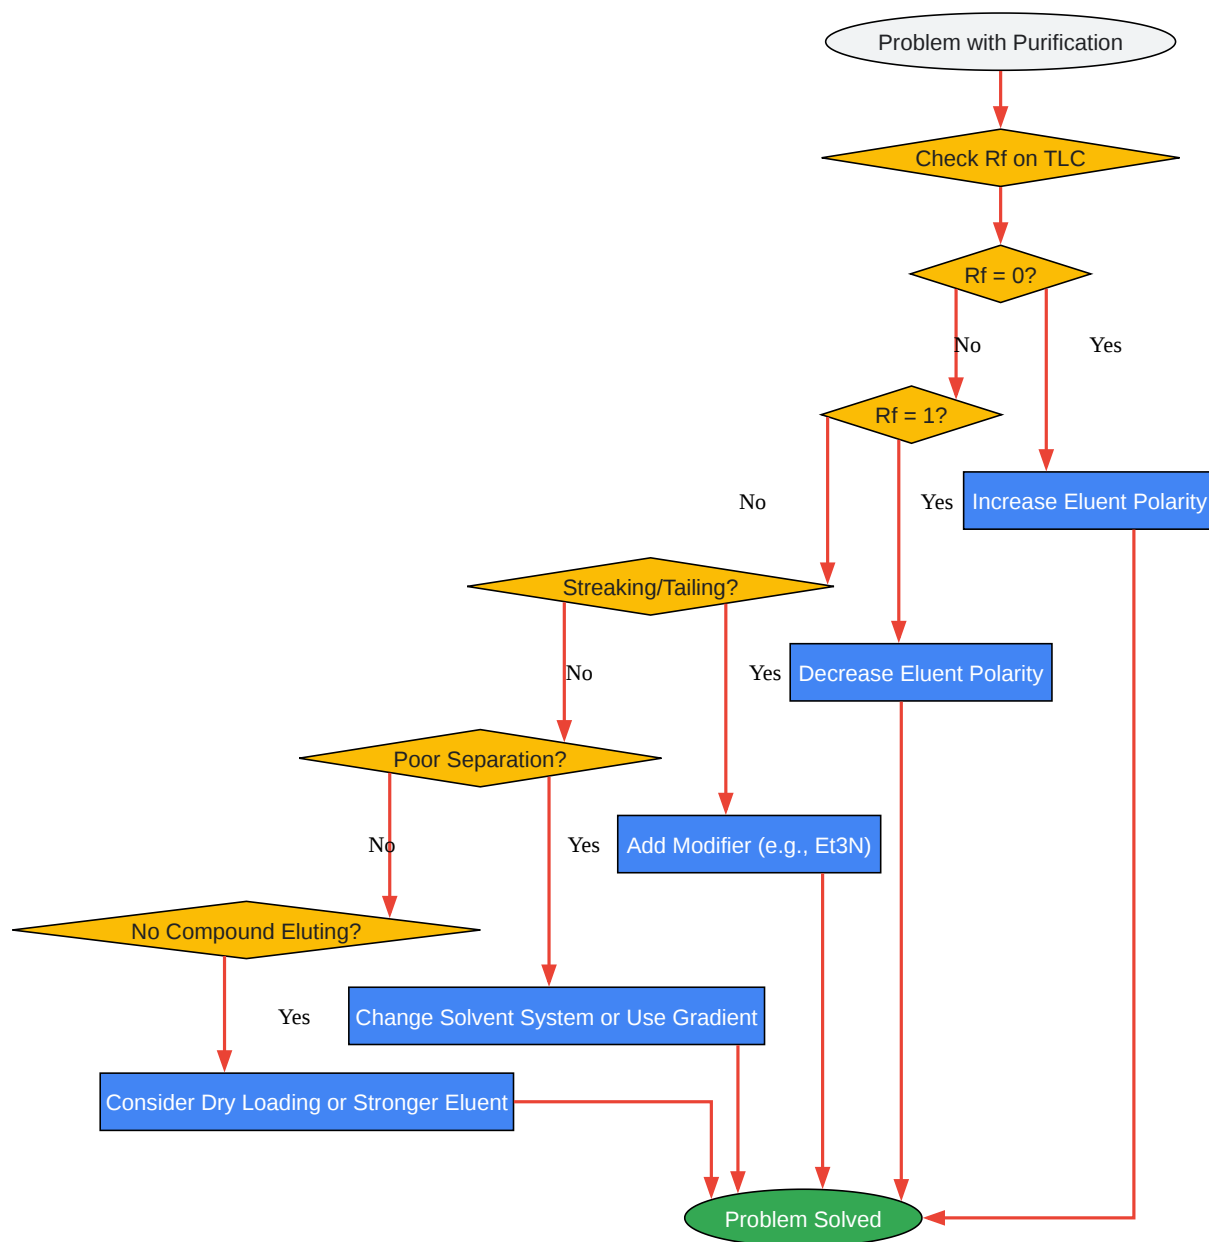 Problem with Purification
Check Rf on TLC
Rf = 0?
No
Yes
Rf = 1?
No
Yes
Increase Eluent Polarity
Streaking/Tailing?
No
Yes
Decrease Eluent Polarity
Poor Separation?
No
Yes
Add Modifier (e.g., Et3N)
No Compound Eluting?
Yes
Change Solvent System or Use Gradient
Consider Dry Loading or Stronger Eluent
Problem Solved